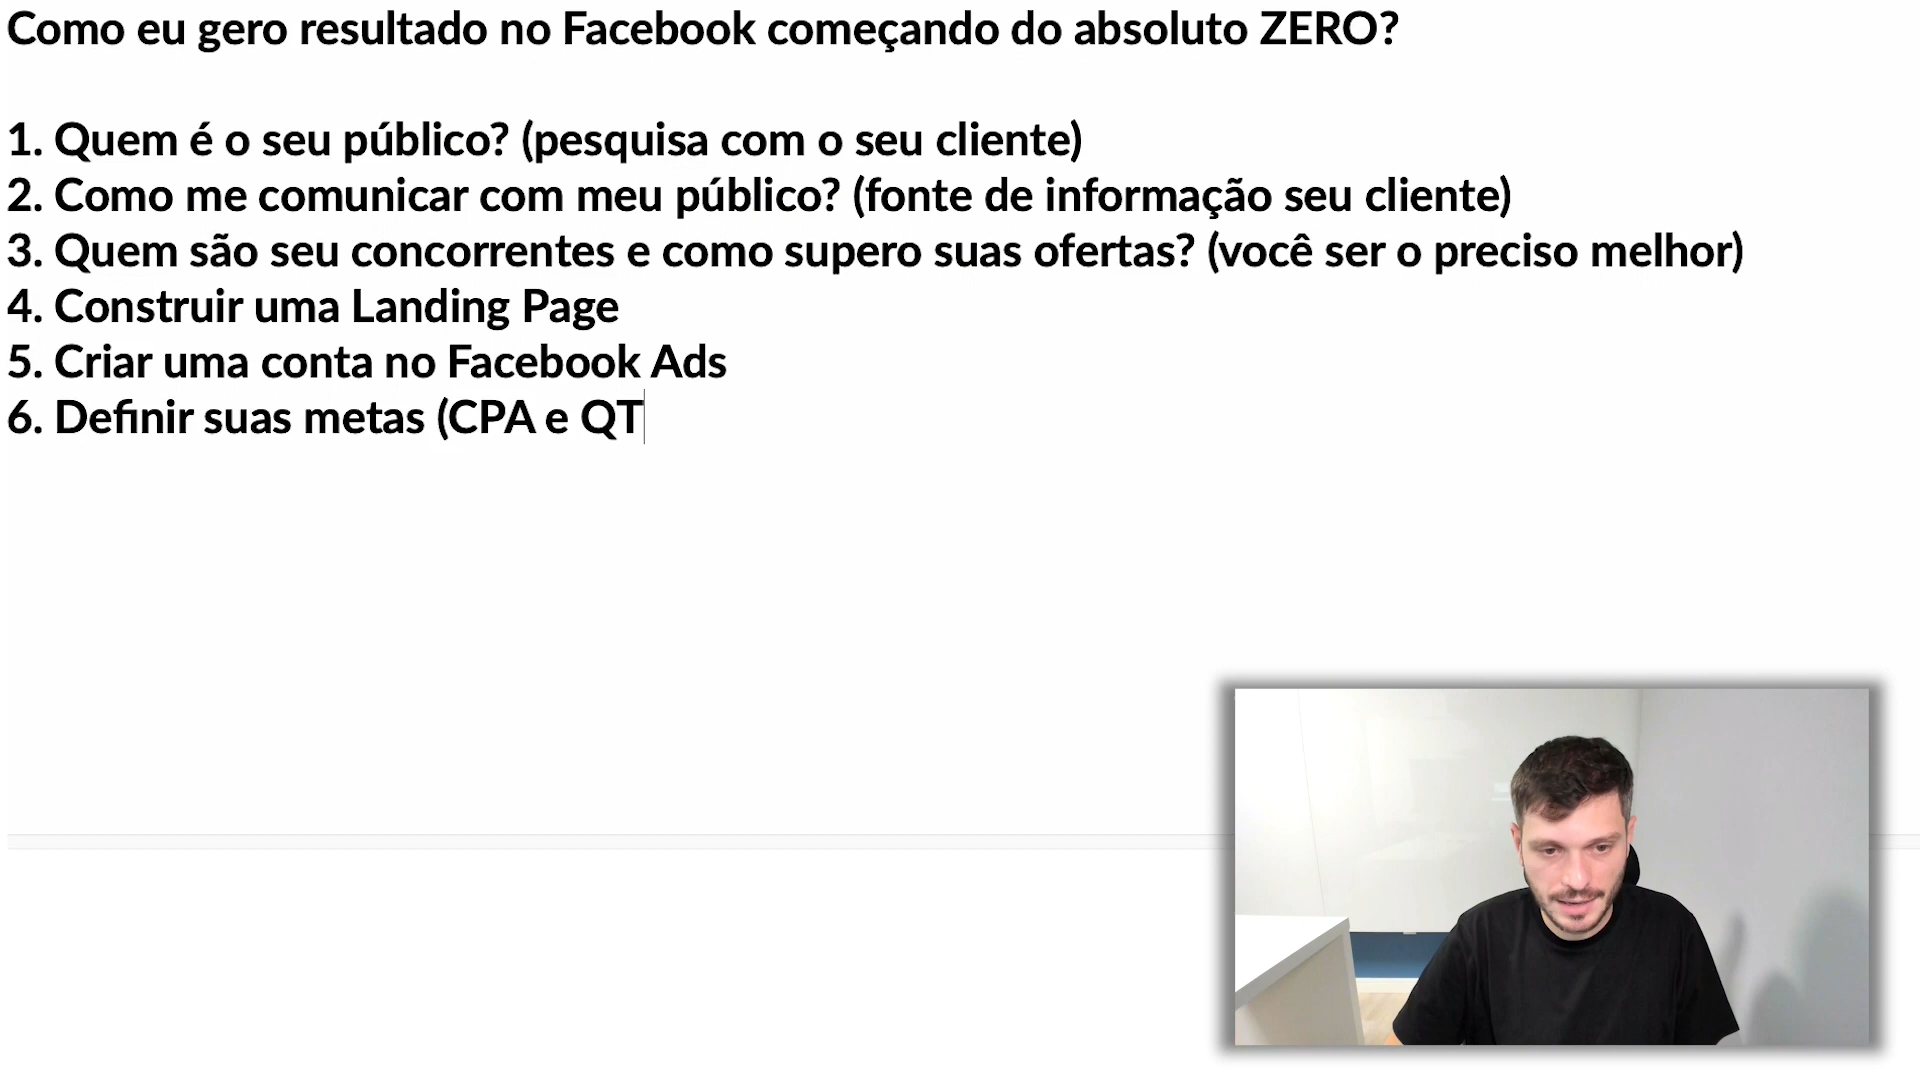 Como eu gero resultado no Facebook começando do absoluto ZERO?
1. Quem é o seu público? (pesquisa com o seu cliente)
2. Como me comunicar com meu público? (fonte de informação seu cliente)
3. Quem são seu concorrentes e como supero suas ofertas? (você ser o preciso melhor)
4. Construir uma Landing Page
5. Criar uma conta no Facebook Ads
6. Definir suas metas (CPA e QT